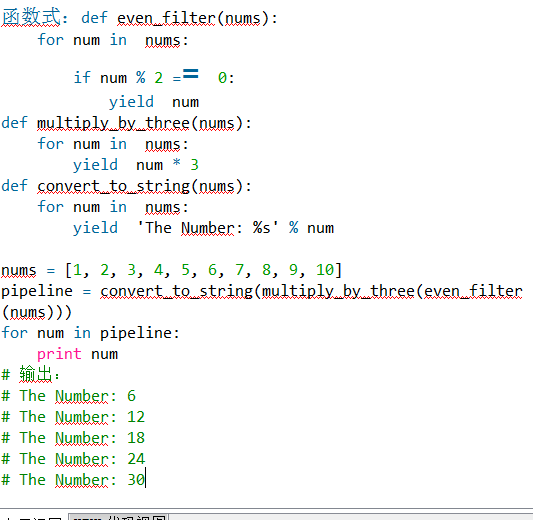 函数式：def even_filter(nums):
    for num in  nums:
        if num % 2 ==  0:
            yield  num
def multiply_by_three(nums):
    for num in  nums:
        yield  num * 3
def convert_to_string(nums):
    for num in  nums:
        yield  'The Number: %s' % num
nums = [1, 2, 3, 4, 5, 6, 7, 8, 9, 10]
pipeline = convert_to_string(multiply_by_three(even_filter
(nums)))
for num in pipeline:
    print num
# 输出：
# The Number: 6
# The Number: 12
# The Number: 18
# The Number: 24
# The Number: 30